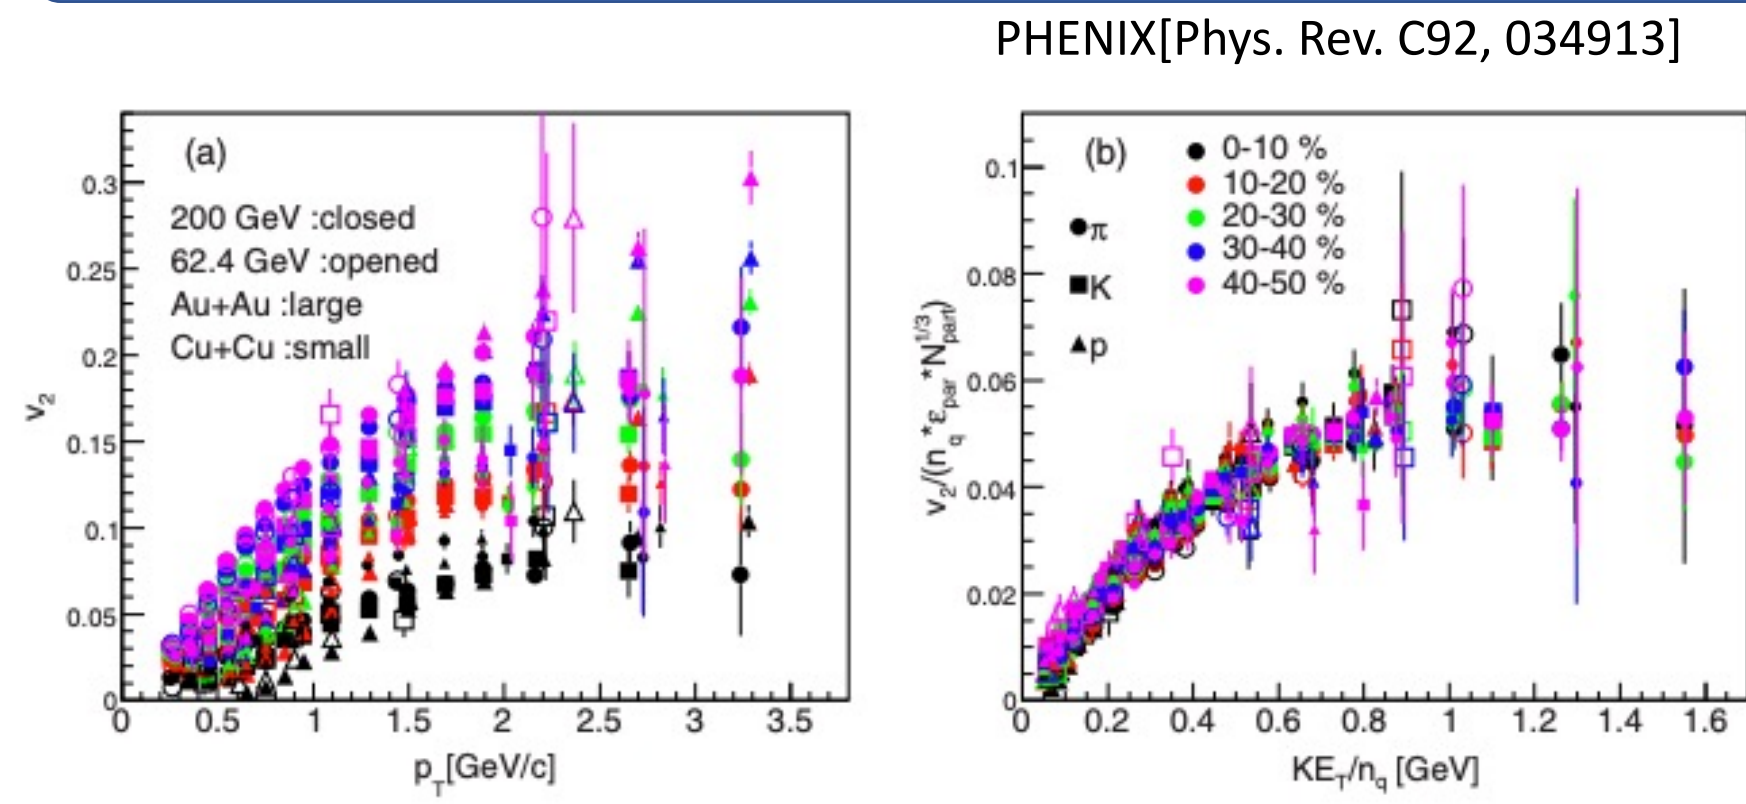 PHENIX[Phys. Rev. C92, 034913]
(a)
200 GeV :closed
62.4 GeV :opened
Au+Au :large
Cu+Cu :small
v2
0.3
0.25
0.2
0.15
0.1
0.05
0
0 0.5 1 1.5 2 2.5 3 3.5
pT[GeV/c]
(b)
0-10 %
10-20 %
20-30 %
30-40 %
40-50 %
π
K
p
v2/(nq*εpar*N1/3part)
0.1
0.08
0.06
0.04
0.02
0
0 0.2 0.4 0.6 0.8 1 1.2 1.4 1.6
KET/nq [GeV]